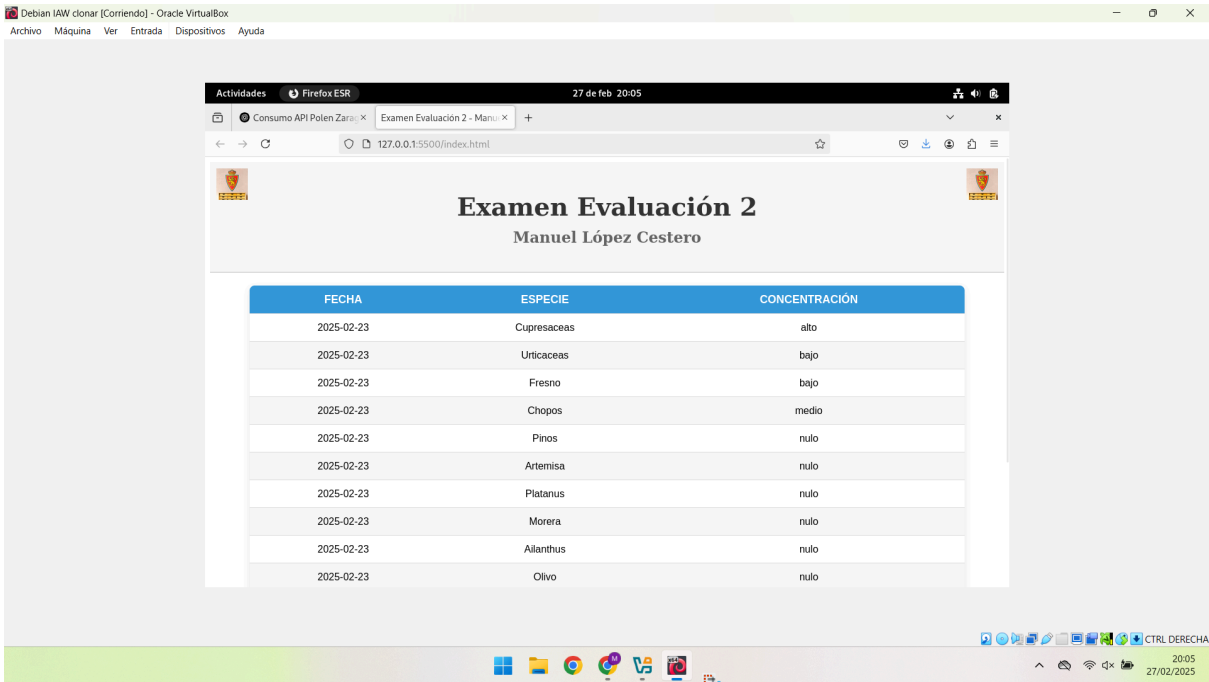 Debian IAW clonar [Corriendo] - Oracle VirtualBox
Archivo Máquina Ver Entrada Dispositivos Ayuda
Actividades Firefox ESR 27 de feb 20:05
Consumo API Polen Zarag Examen Evaluación 2 - Manue
127.0.0.1:5500/index.html
Examen Evaluación 2
Manuel López Cestero
FECHA ESPECIE CONCENTRACIÓN
2025-02-23 Cupresaceas alto
2025-02-23 Urticaceas bajo
2025-02-23 Fresno bajo
2025-02-23 Chopos medio
2025-02-23 Pinos nulo
2025-02-23 Artemisa nulo
2025-02-23 Platanus nulo
2025-02-23 Morera nulo
2025-02-23 Ailanthus nulo
2025-02-23 Olivo nulo
CTRL DERECHA
20:05
27/02/2025